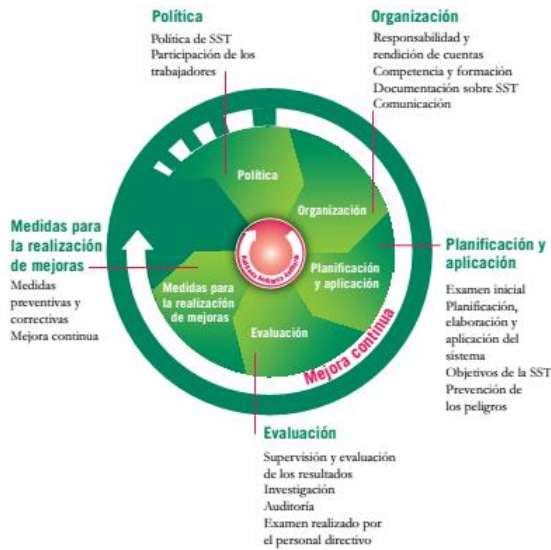 Política
Política de SST
Participación de los
trabajadores
Organización
Responsabilidad y
rendición de cuentas
Competencia y formación
Documentación sobre SST
Comunicación
Política
Organización
Planificación
y aplicación
Evaluación
Medidas para
la realización
de mejoras
Auditoría Auditoría Auditoría
Mejora continua
Medidas para
la realización
de mejoras
Medidas
preventivas y
correctivas
Mejora continua
Planificación y
aplicación
Examen inicial
Planificación,
elaboración y
aplicación del
sistema
Objetivos de la SST
Prevención de
los peligros
Evaluación
Supervisión y evaluación
de los resultados
Investigación
Auditoría
Examen realizado por
el personal directivo